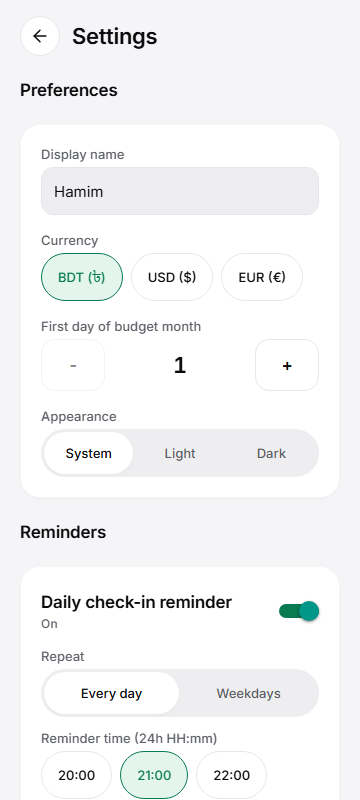 Settings
Preferences
Display name
Hamim
Currency
BDT (৳)
USD ($)
EUR (€)
First day of budget month
-
1
+
Appearance
System
Light
Dark
Reminders
Daily check-in reminder
On
Repeat
Every day
Weekdays
Reminder time (24h HH:mm)
20:00
21:00
22:00